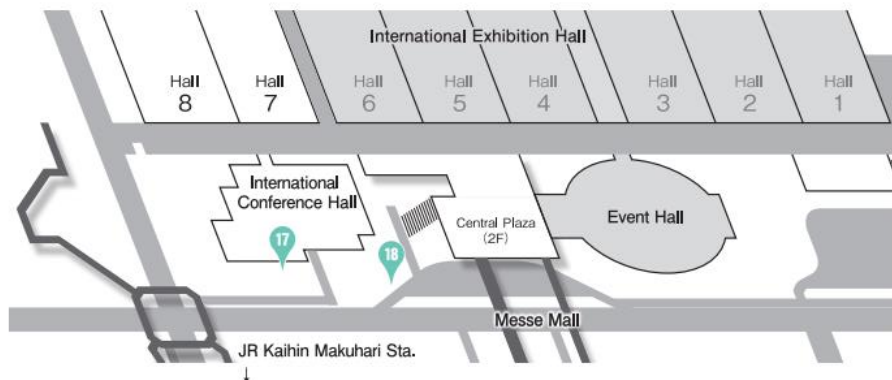 International Exhibition Hall
Hall
8
Hall
7
Hall
6
Hall
5
Hall
4
Hall
3
Hall
2
Hall
1
International
Conference Hall
17
18
Central Plaza
(2F)
Event Hall
Messe Mall
JR Kaihin Makuhari Sta.
↓